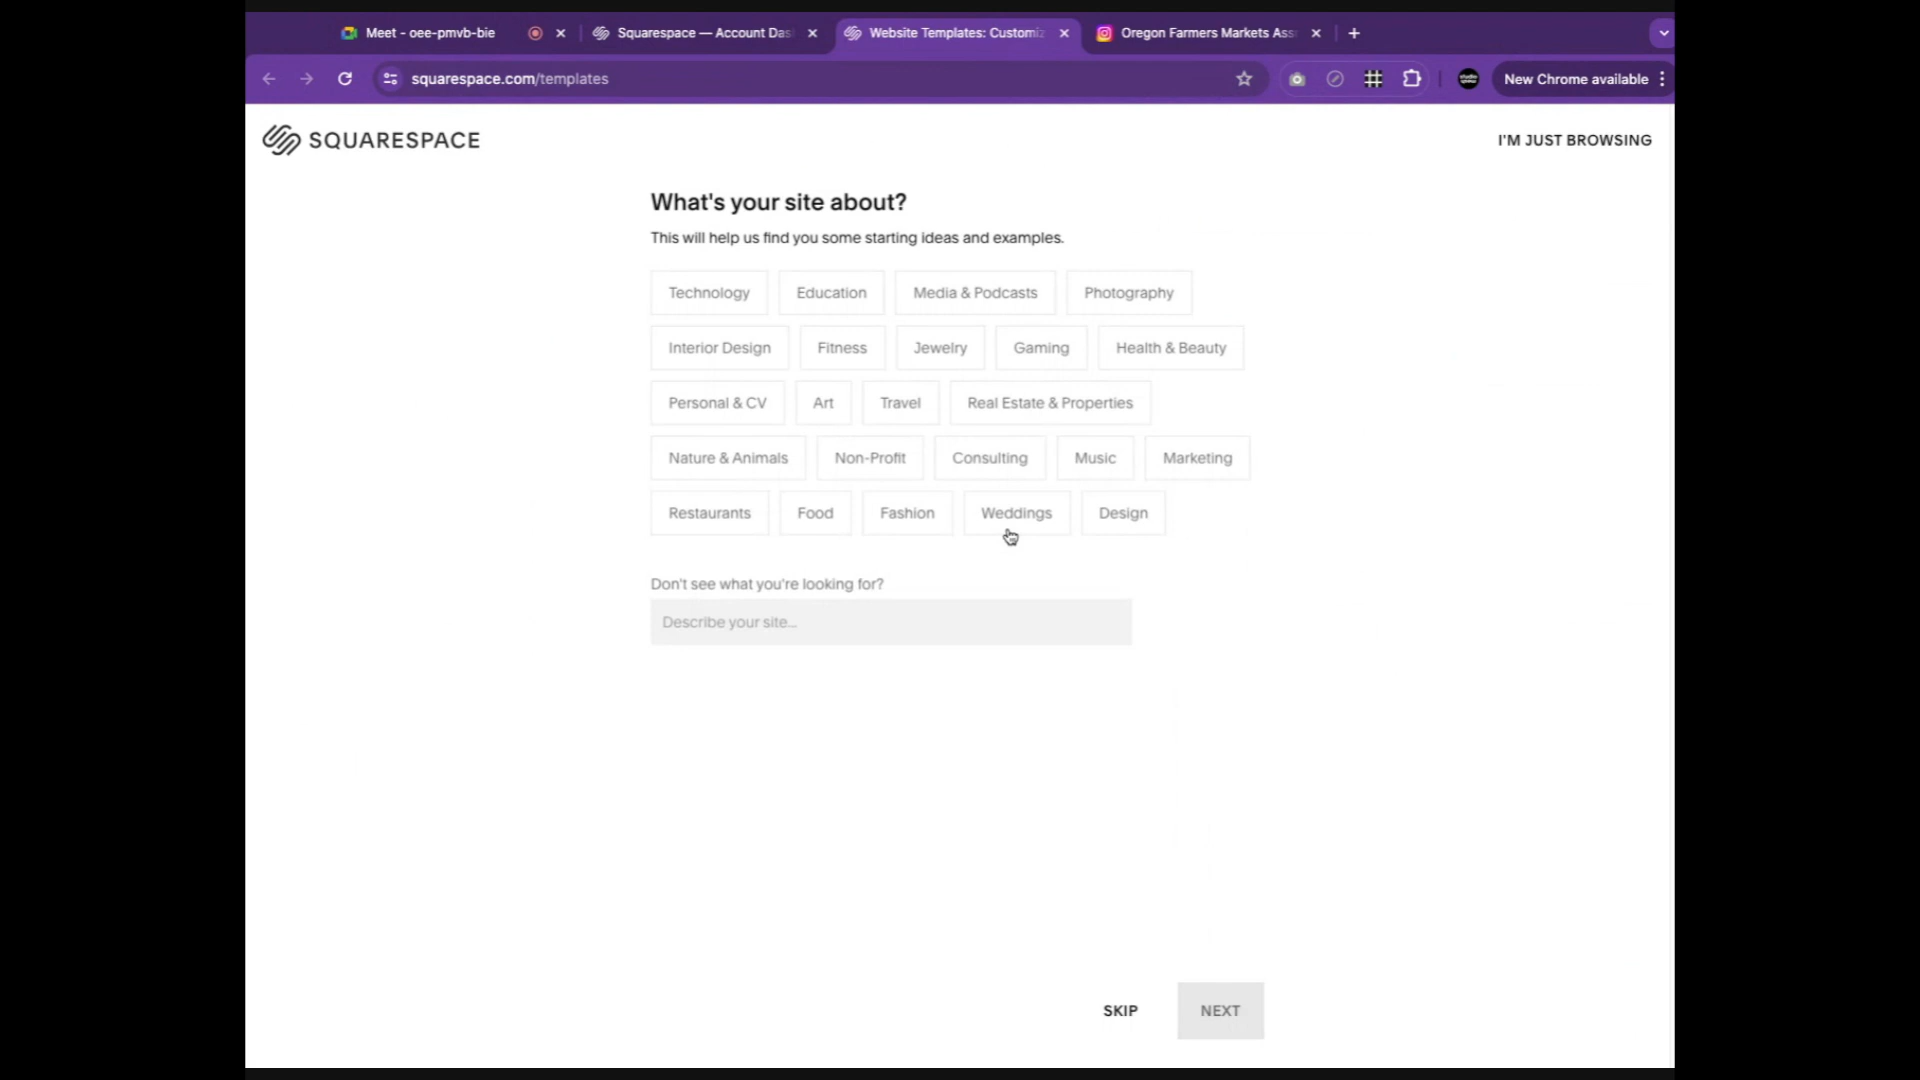 Meet - oee-pmvb-bie
Squarespace — Account Das
Website Templates: Customiz
Oregon Farmers Markets Ass
squarespace.com/templates
New Chrome available
SQUARESPACE
I'M JUST BROWSING
What's your site about?
This will help us find you some starting ideas and examples.
Technology Education Media & Podcasts Photography
Interior Design Fitness Jewelry Gaming Health & Beauty
Personal & CV Art Travel Real Estate & Properties
Nature & Animals Non-Profit Consulting Music Marketing
Restaurants Food Fashion Weddings Design
Don't see what you're looking for?
Describe your site...
SKIP NEXT